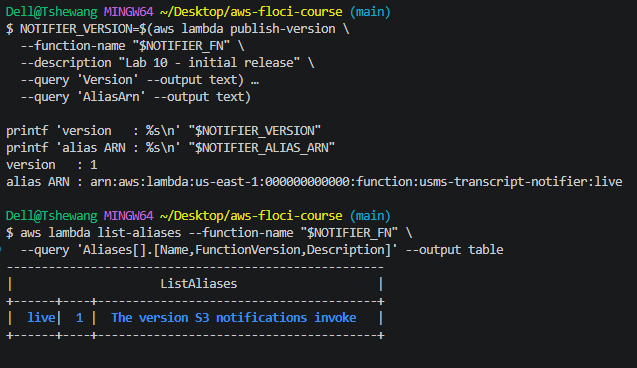 Dell@Tshewang MINGW64 ~/Desktop/aws-floci-course (main)
$ NOTIFIER_VERSION=$(aws lambda publish-version \
  --function-name "$NOTIFIER_FN" \
  --description "Lab 10 - initial release" \
  --query 'Version' --output text) …
  --query 'AliasArn' --output text)

printf 'version   : %s\n' "$NOTIFIER_VERSION"
printf 'alias ARN : %s\n' "$NOTIFIER_ALIAS_ARN"
version   : 1
alias ARN : arn:aws:lambda:us-east-1:000000000000:function:usms-transcript-notifier:live

Dell@Tshewang MINGW64 ~/Desktop/aws-floci-course (main)
$ aws lambda list-aliases --function-name "$NOTIFIER_FN" \
  --query 'Aliases[].[Name,FunctionVersion,Description]' --output table
---------------------------------------------------
|                   ListAliases                   |
+------+----+-------------------------------------+
|  live|  1 |  The version S3 notifications invoke   |
+------+----+-------------------------------------+